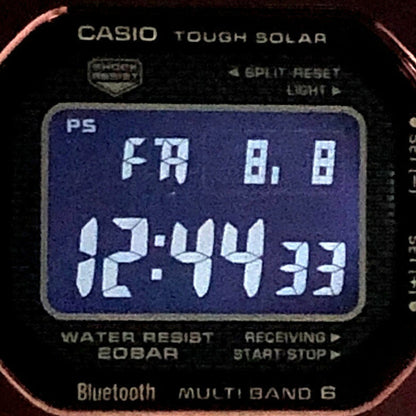 CASIO TOUGH SOLAR
SHOCK RESIST
◄ SPLIT RESET
LIGHT ►
PS
FR 8. 8
12:44 33
WATER RESIST
20BAR
RECEIVING ►
START STOP ►
Bluetooth MULTI BAND 6